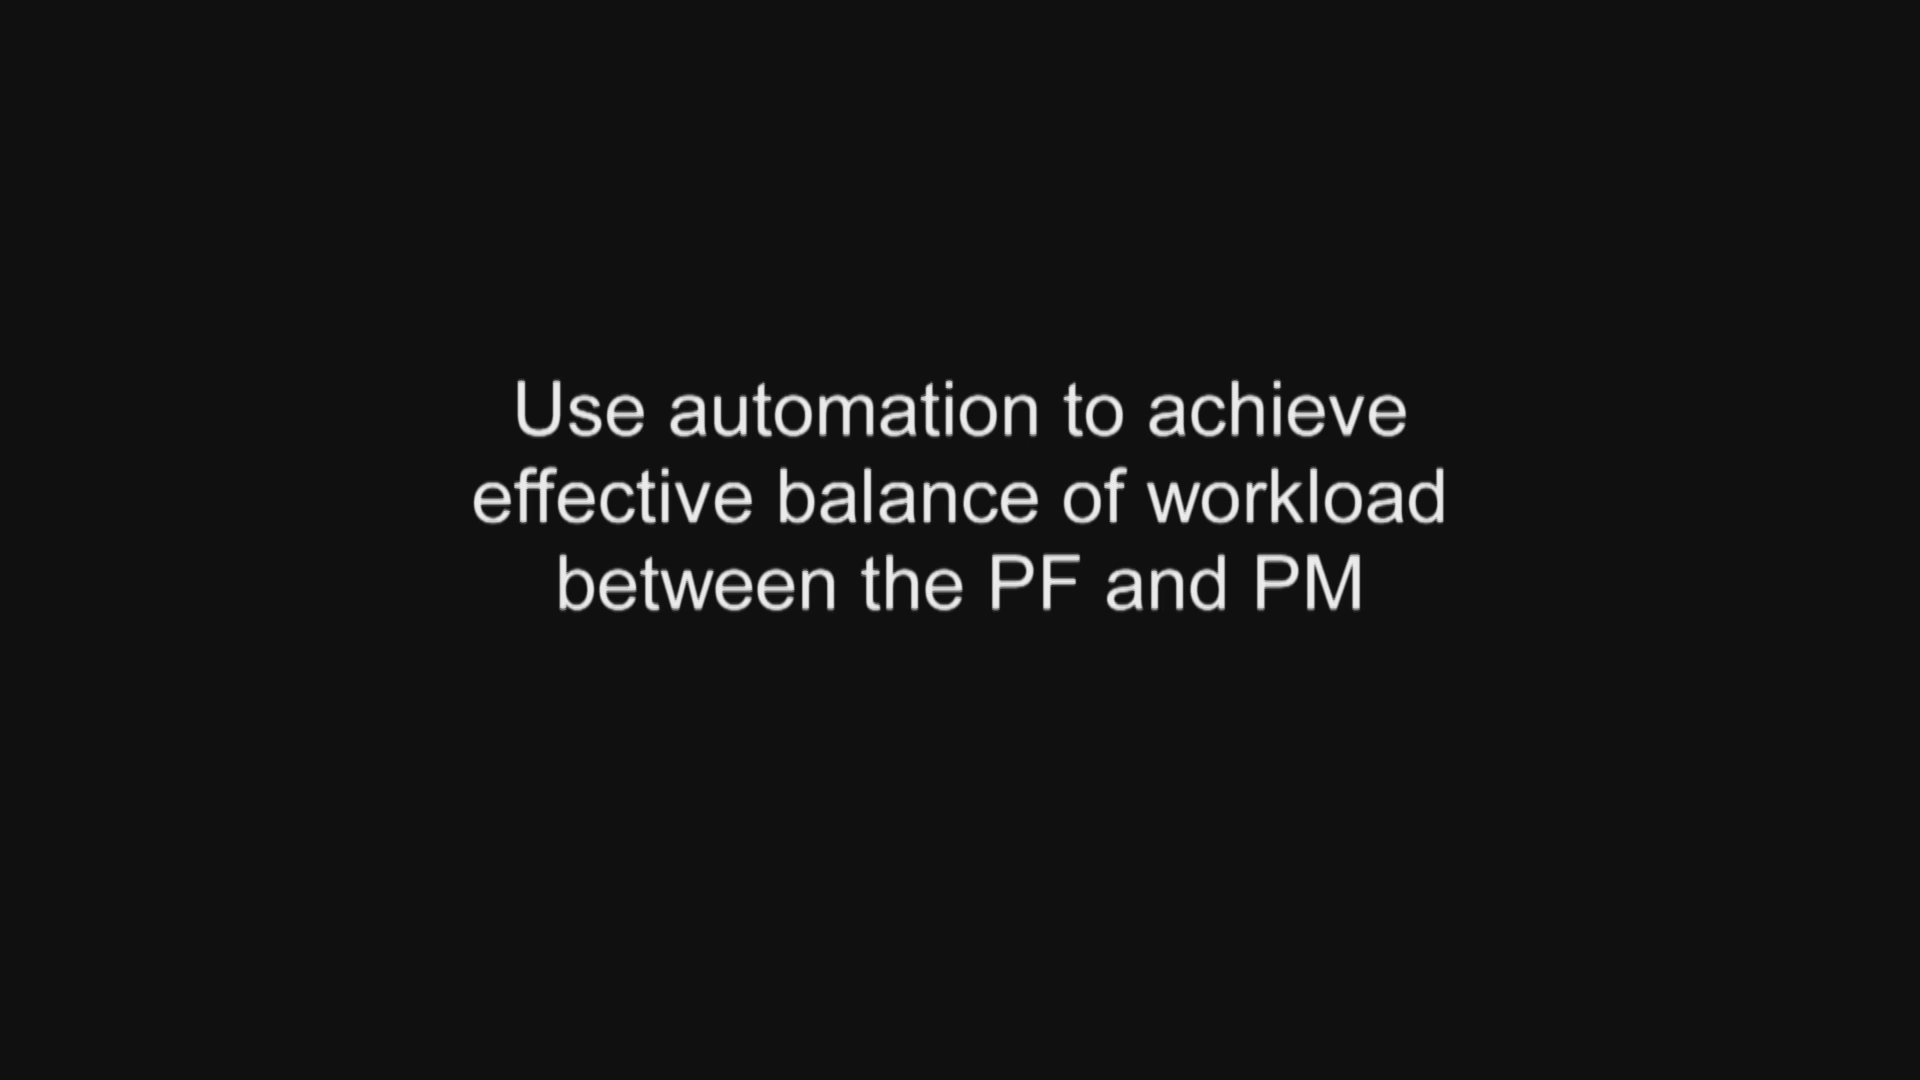 Use automation to achieve
effective balance of workload
between the PF and PM